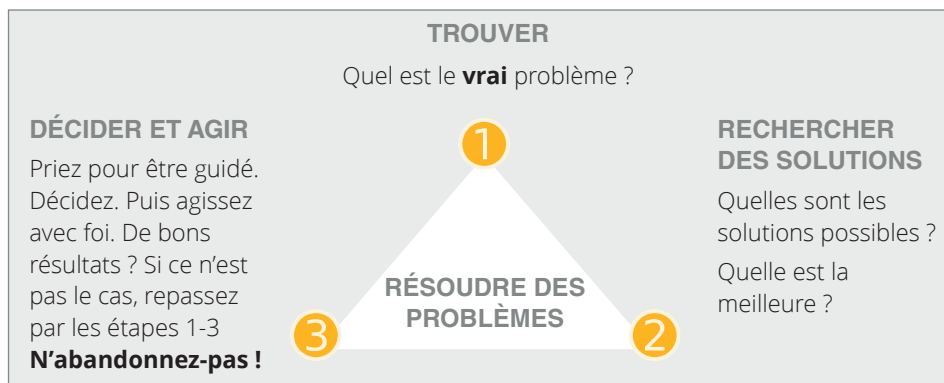 TROUVER
Quel est le vrai problème ?
1
DÉCIDER ET AGIR
Priez pour être guidé.
Décidez. Puis agissez
avec foi. De bons
résultats ? Si ce n’est
pas le cas, repassez
par les étapes 1-3
N’abandonnez-pas !
RECHERCHER
DES SOLUTIONS
Quelles sont les
solutions possibles ?
Quelle est la
meilleure ?
RÉSOUDRE DES
PROBLÈMES
3
2